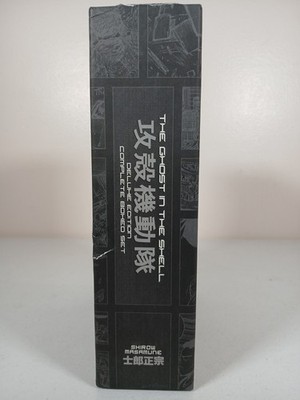 THE GHOST IN THE SHELL
攻殻機動隊
DELUXE EDITION
COMPLETE BOXED SET
SHIROW
MASAMUNE
士郎正宗